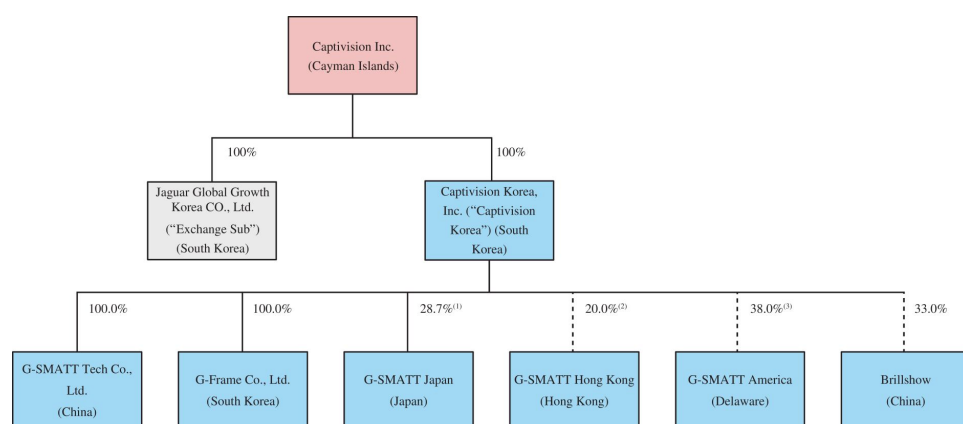 Captivision Inc.
(Cayman Islands)
100%
100%
Jaguar Global Growth
Korea CO., Ltd.
(“Exchange Sub”)
(South Korea)
Captivision Korea,
Inc. (“Captivision
Korea”) (South
Korea)
100.0%
100.0%
28.7%(1)
20.0%(2)
38.0%(3)
33.0%
G-SMATT Tech Co.,
Ltd.
(China)
G-Frame Co., Ltd.
(South Korea)
G-SMATT Japan
(Japan)
G-SMATT Hong Kong
(Hong Kong)
G-SMATT America
(Delaware)
Brillshow
(China)